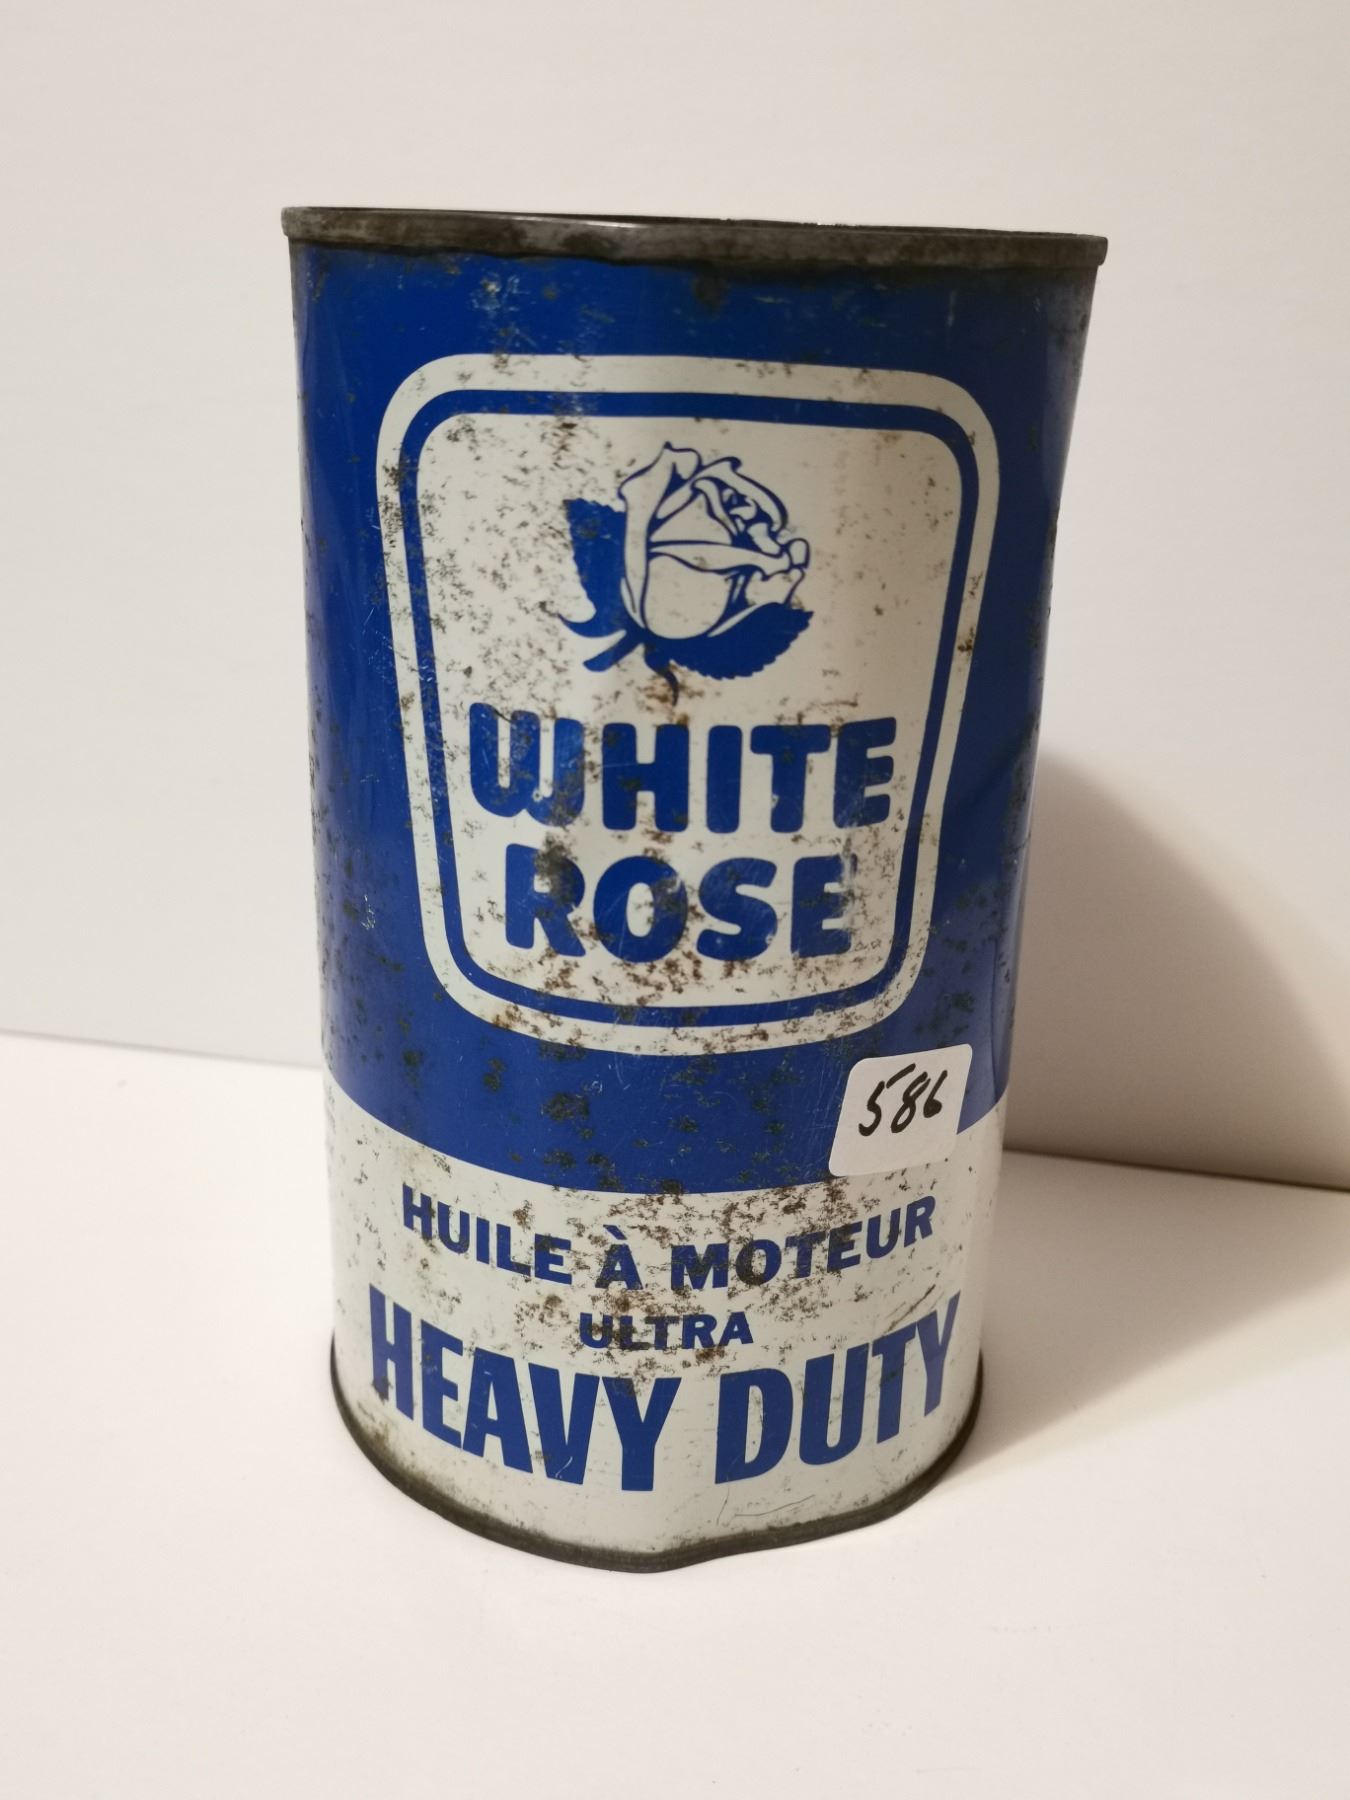 WHITE
ROSE
586
HUILE À MOTEUR
ULTRA
HEAVY DUTY